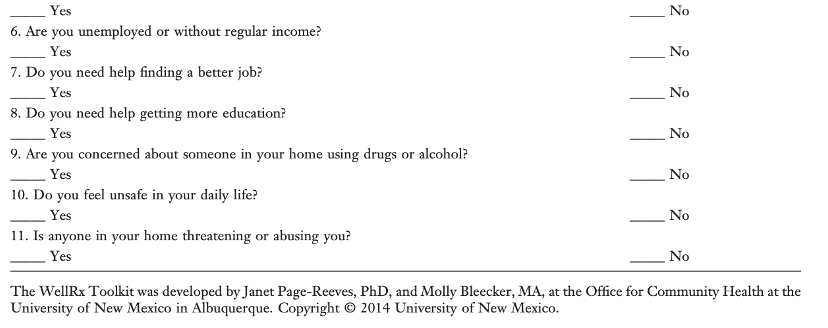 _____ Yes _____ No
6. Are you unemployed or without regular income?
_____ Yes _____ No
7. Do you need help finding a better job?
_____ Yes _____ No
8. Do you need help getting more education?
_____ Yes _____ No
9. Are you concerned about someone in your home using drugs or alcohol?
_____ Yes _____ No
10. Do you feel unsafe in your daily life?
_____ Yes _____ No
11. Is anyone in your home threatening or abusing you?
_____ Yes _____ No
The WellRx Toolkit was developed by Janet Page-Reeves, PhD, and Molly Bleecker, MA, at the Office for Community Health at the
University of New Mexico in Albuquerque. Copyright © 2014 University of New Mexico.